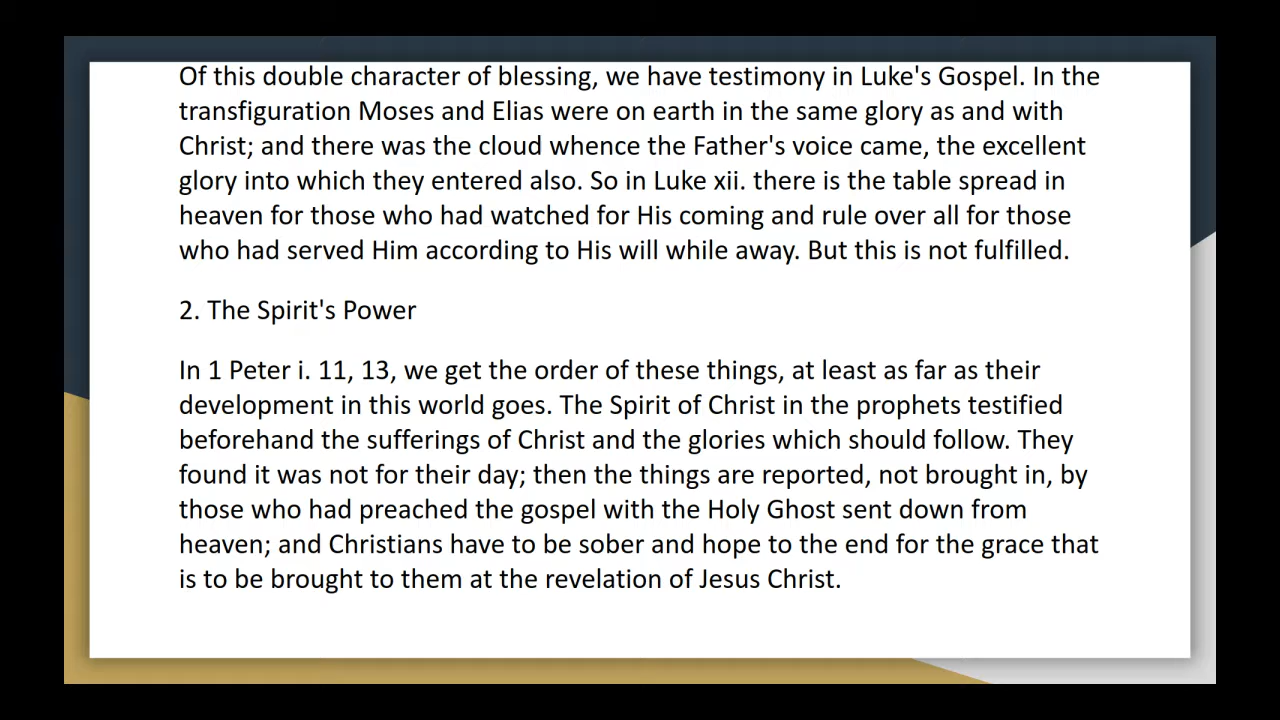 Of this double character of blessing, we have testimony in Luke's Gospel. In the
transfiguration Moses and Elias were on earth in the same glory as and with
Christ; and there was the cloud whence the Father's voice came, the excellent
glory into which they entered also. So in Luke xii. there is the table spread in
heaven for those who had watched for His coming and rule over all for those
who had served Him according to His will while away. But this is not fulfilled.
2. The Spirit's Power
In 1 Peter i. 11, 13, we get the order of these things, at least as far as their
development in this world goes. The Spirit of Christ in the prophets testified
beforehand the sufferings of Christ and the glories which should follow. They
found it was not for their day; then the things are reported, not brought in, by
those who had preached the gospel with the Holy Ghost sent down from
heaven; and Christians have to be sober and hope to the end for the grace that
is to be brought to them at the revelation of Jesus Christ.